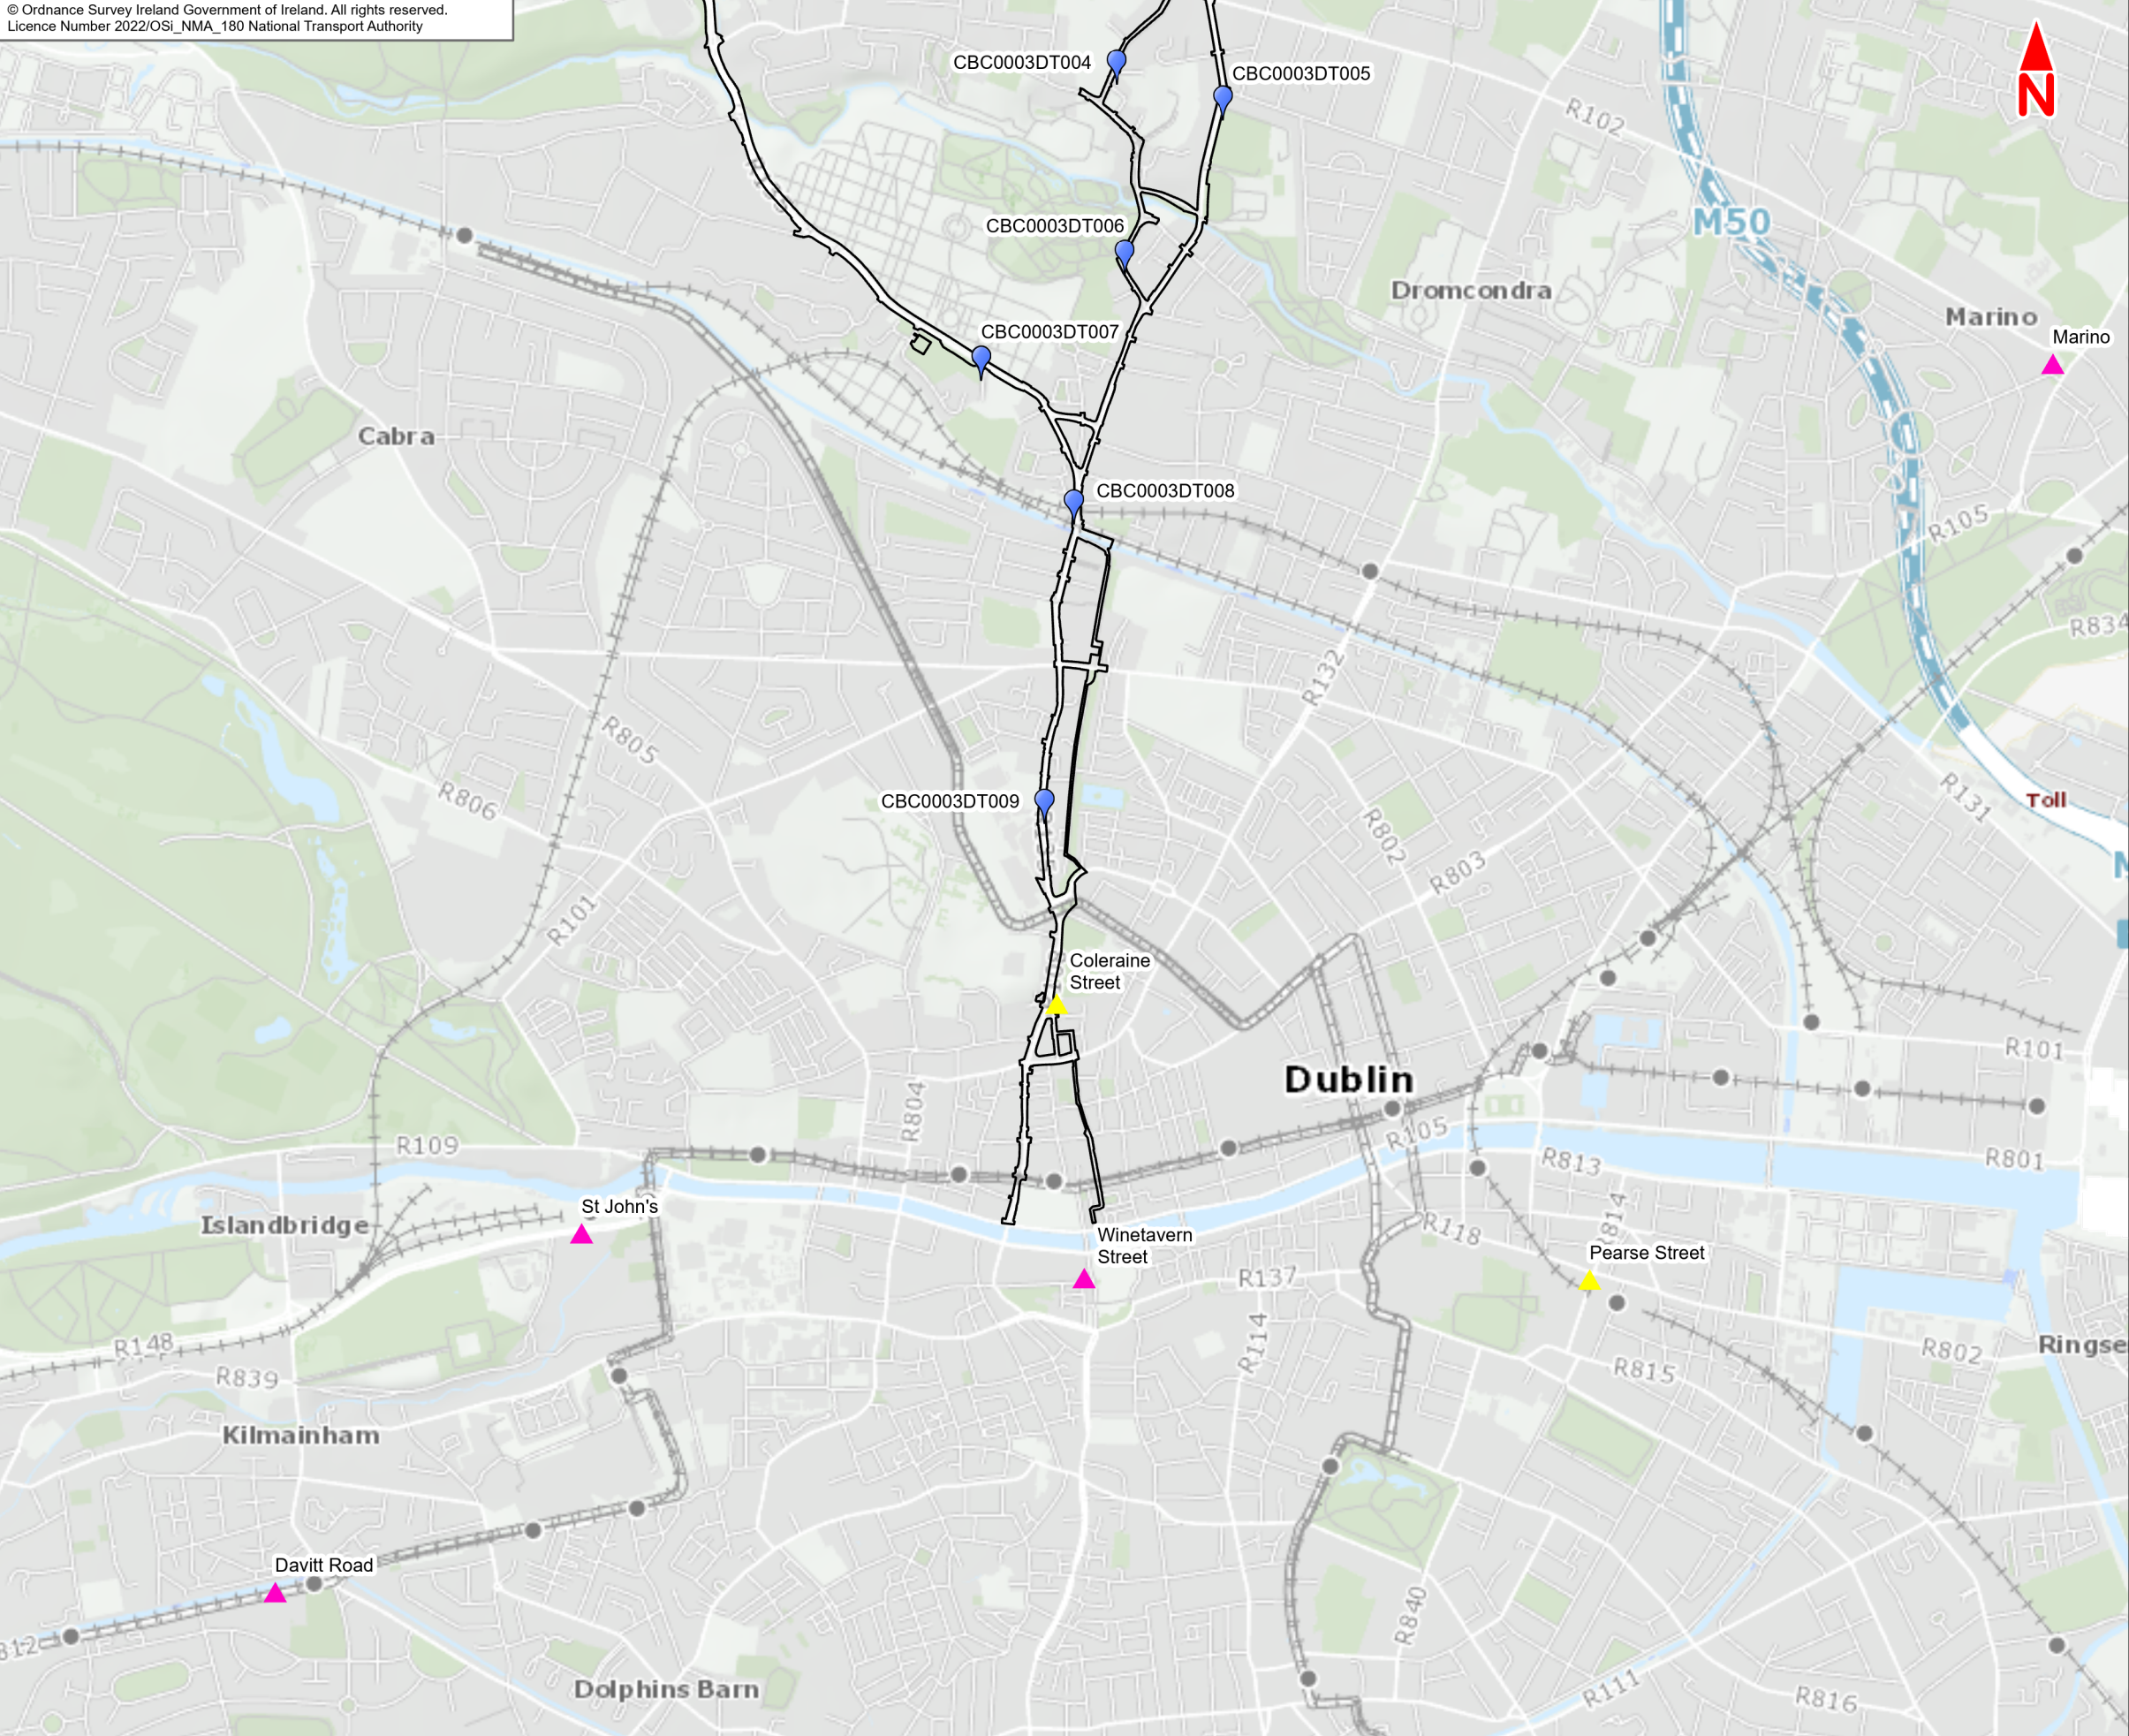 © Ordnance Survey Ireland Government of Ireland. All rights reserved.
Licence Number 2022/OSi_NMA_180 National Transport Authority
CBC0003DT004
CBC0003DT005
N
R102
M50
CBC0003DT006
Dromcondra
Marino
Marino
CBC0003DT007
Cabra
CBC0003DT008
R105
R834
R132
R805
R806
CBC0003DT009
R802
R803
R131
Toll
R101
Coleraine
Street
R101
Dublin
R804
R105
R109
R813
R801
Islandbridge
St John's
R814
R118
Winetavern
Street
Pearse Street
R137
R114
R148
R839
R815
R802
Ringse
Kilmainham
Davitt Road
R840
812
Dolphins Barn
R111
R816